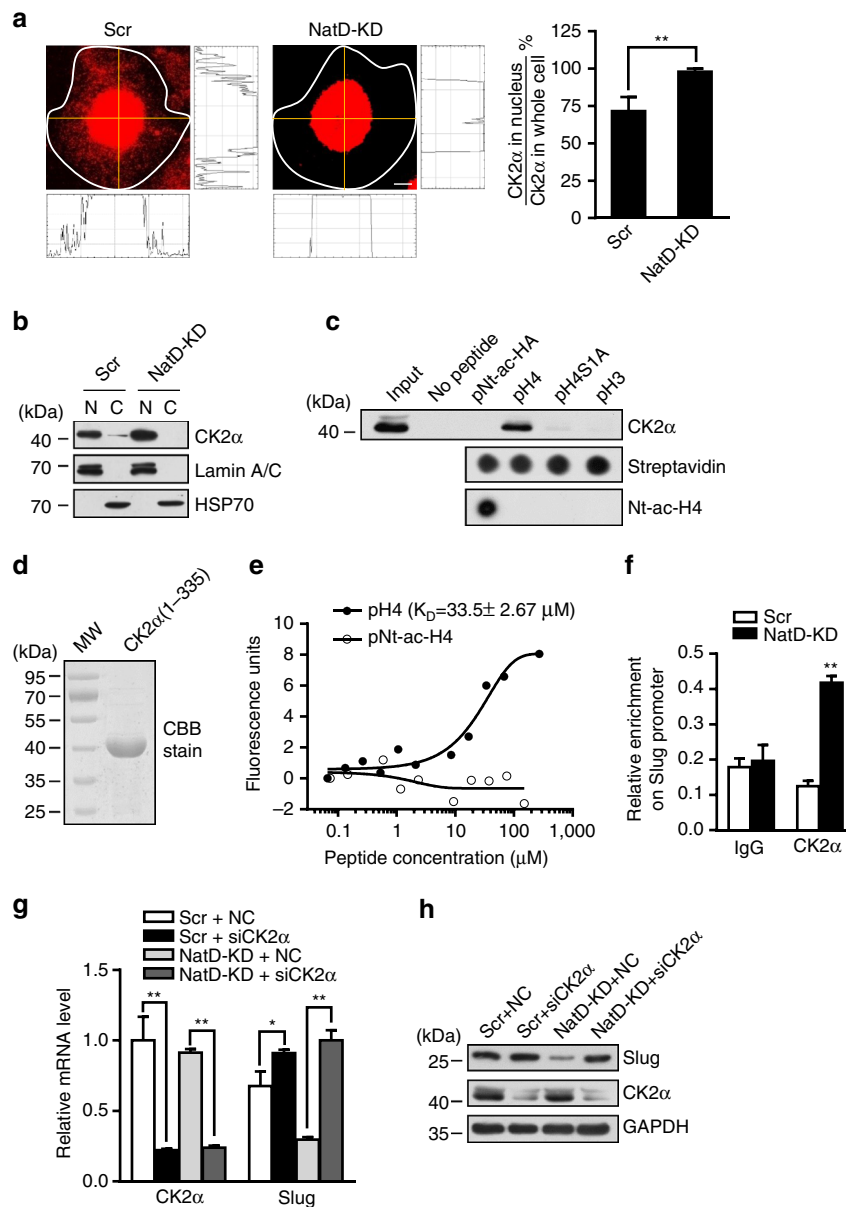 a
Scr
NatD-KD
CK2α in nucleus
Ck2α in whole cell
%
**
125
100
75
50
25
0
Scr
NatD-KD
b
Scr
NatD-KD
(kDa)
N C N C
40
CK2α
70
Lamin A/C
70
HSP70
c
Input
No peptide
pNt-ac-HA
pH4
pH4S1A
pH3
(kDa)
40
CK2α
Streptavidin
Nt-ac-H4
d
(kDa)
MW
CK2α(1–335)
95
70
55
40
35
25
CBB
stain
e
pH4 (KD=33.5± 2.67 μM)
pNt-ac-H4
Fluorescence units
10
8
6
4
2
0
–2
0.1 1 10 100 1,000
Peptide concentration (μM)
f
Scr
NatD-KD
Relative enrichment
on Slug promoter
0.5
0.4
0.3
0.2
0.1
0.0
**
IgG CK2α
g
Scr + NC
Scr + siCK2α
NatD-KD + NC
NatD-KD + siCK2α
Relative mRNA level
1.5
1.0
0.5
0.0
**
**
*
**
CK2α Slug
h
Scr+NC
Scr+siCK2α
NatD-KD+NC
NatD-KD+siCK2α
(kDa)
25
Slug
40
CK2α
35
GAPDH